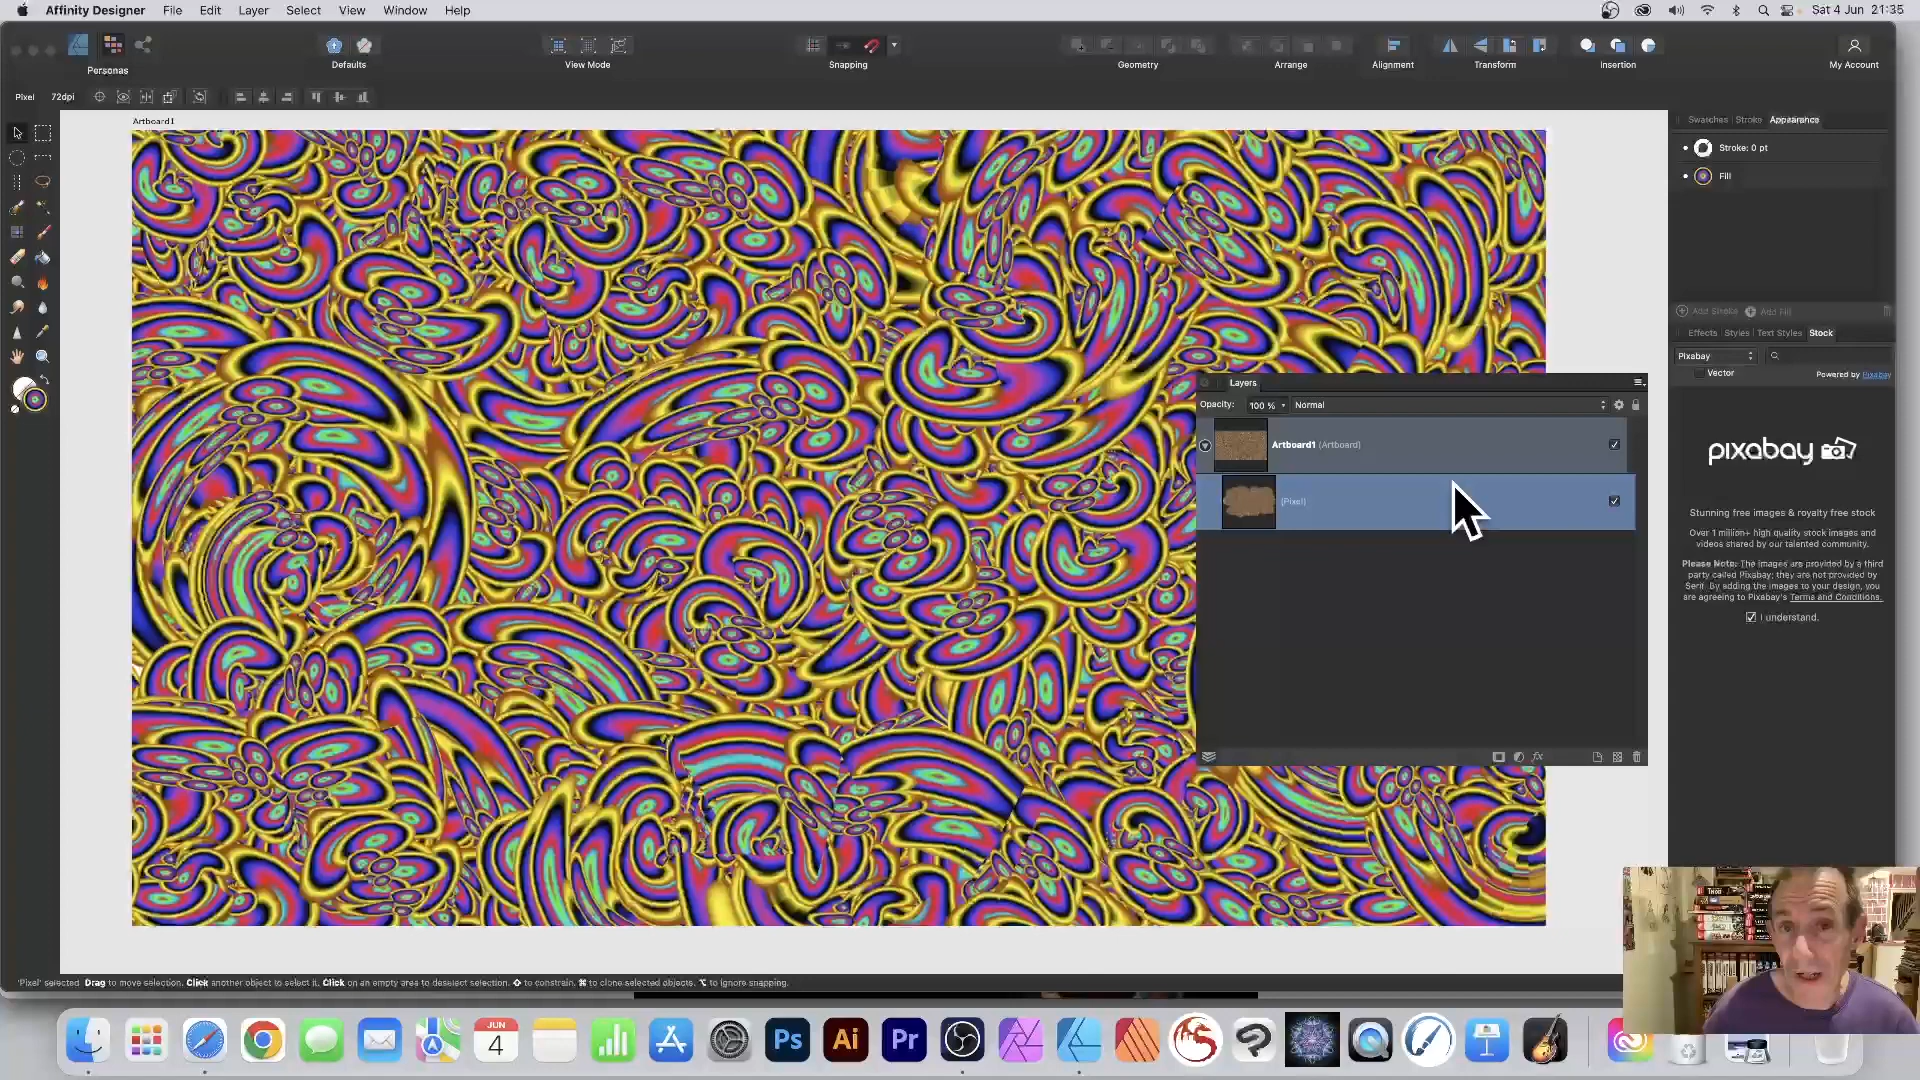 Affinity Designer File Edit Layer Select View Window Help Sat 4 Jun 21:35
Personas Defaults View Mode Snapping Geometry Arrange Alignment Transform Insertion My Account
Pixel 72dpi
Artboard1
Swatches Stroke Appearance
Stroke: 0 pt
Fill
Add Stroke Add Fill
Effects Styles Text Styles Stock
Pixabay
Vector Powered by Pixabay
Layers
Opacity: 100 % Normal
Artboard1 (Artboard)
(Pixel)
pixabay
Stunning free images & royalty free stock
Over 1 million+ high quality stock images and
videos shared by our talented community.
Please Note: The images are provided by a third
party called Pixabay; they are not provided by
Serif. By adding the images to your design, you
are agreeing to Pixabay's Terms and Conditions.
I understand.
'Pixel' selected. Drag to move selection. Click another object to select it. Click on an empty area to deselect selection. ⇧ to constrain. ⌘ to clone selected objects. ⌥ to ignore snapping.
JUN
4
Ps
Ai
Pr